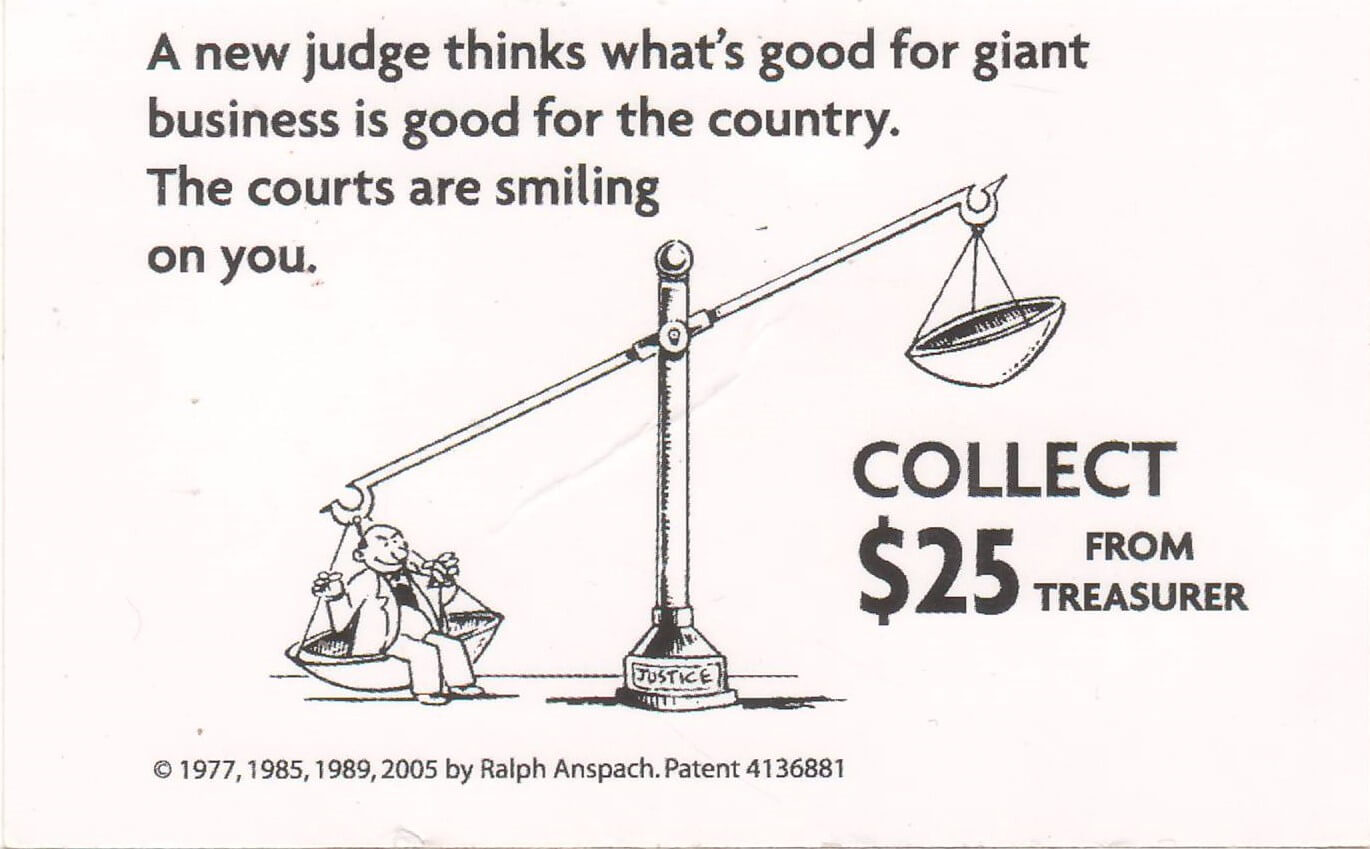 A new judge thinks what's good for giant
business is good for the country.
The courts are smiling
on you.
COLLECT
$25 FROM
TREASURER
JUSTICE
© 1977, 1985, 1989, 2005 by Ralph Anspach. Patent 4136881